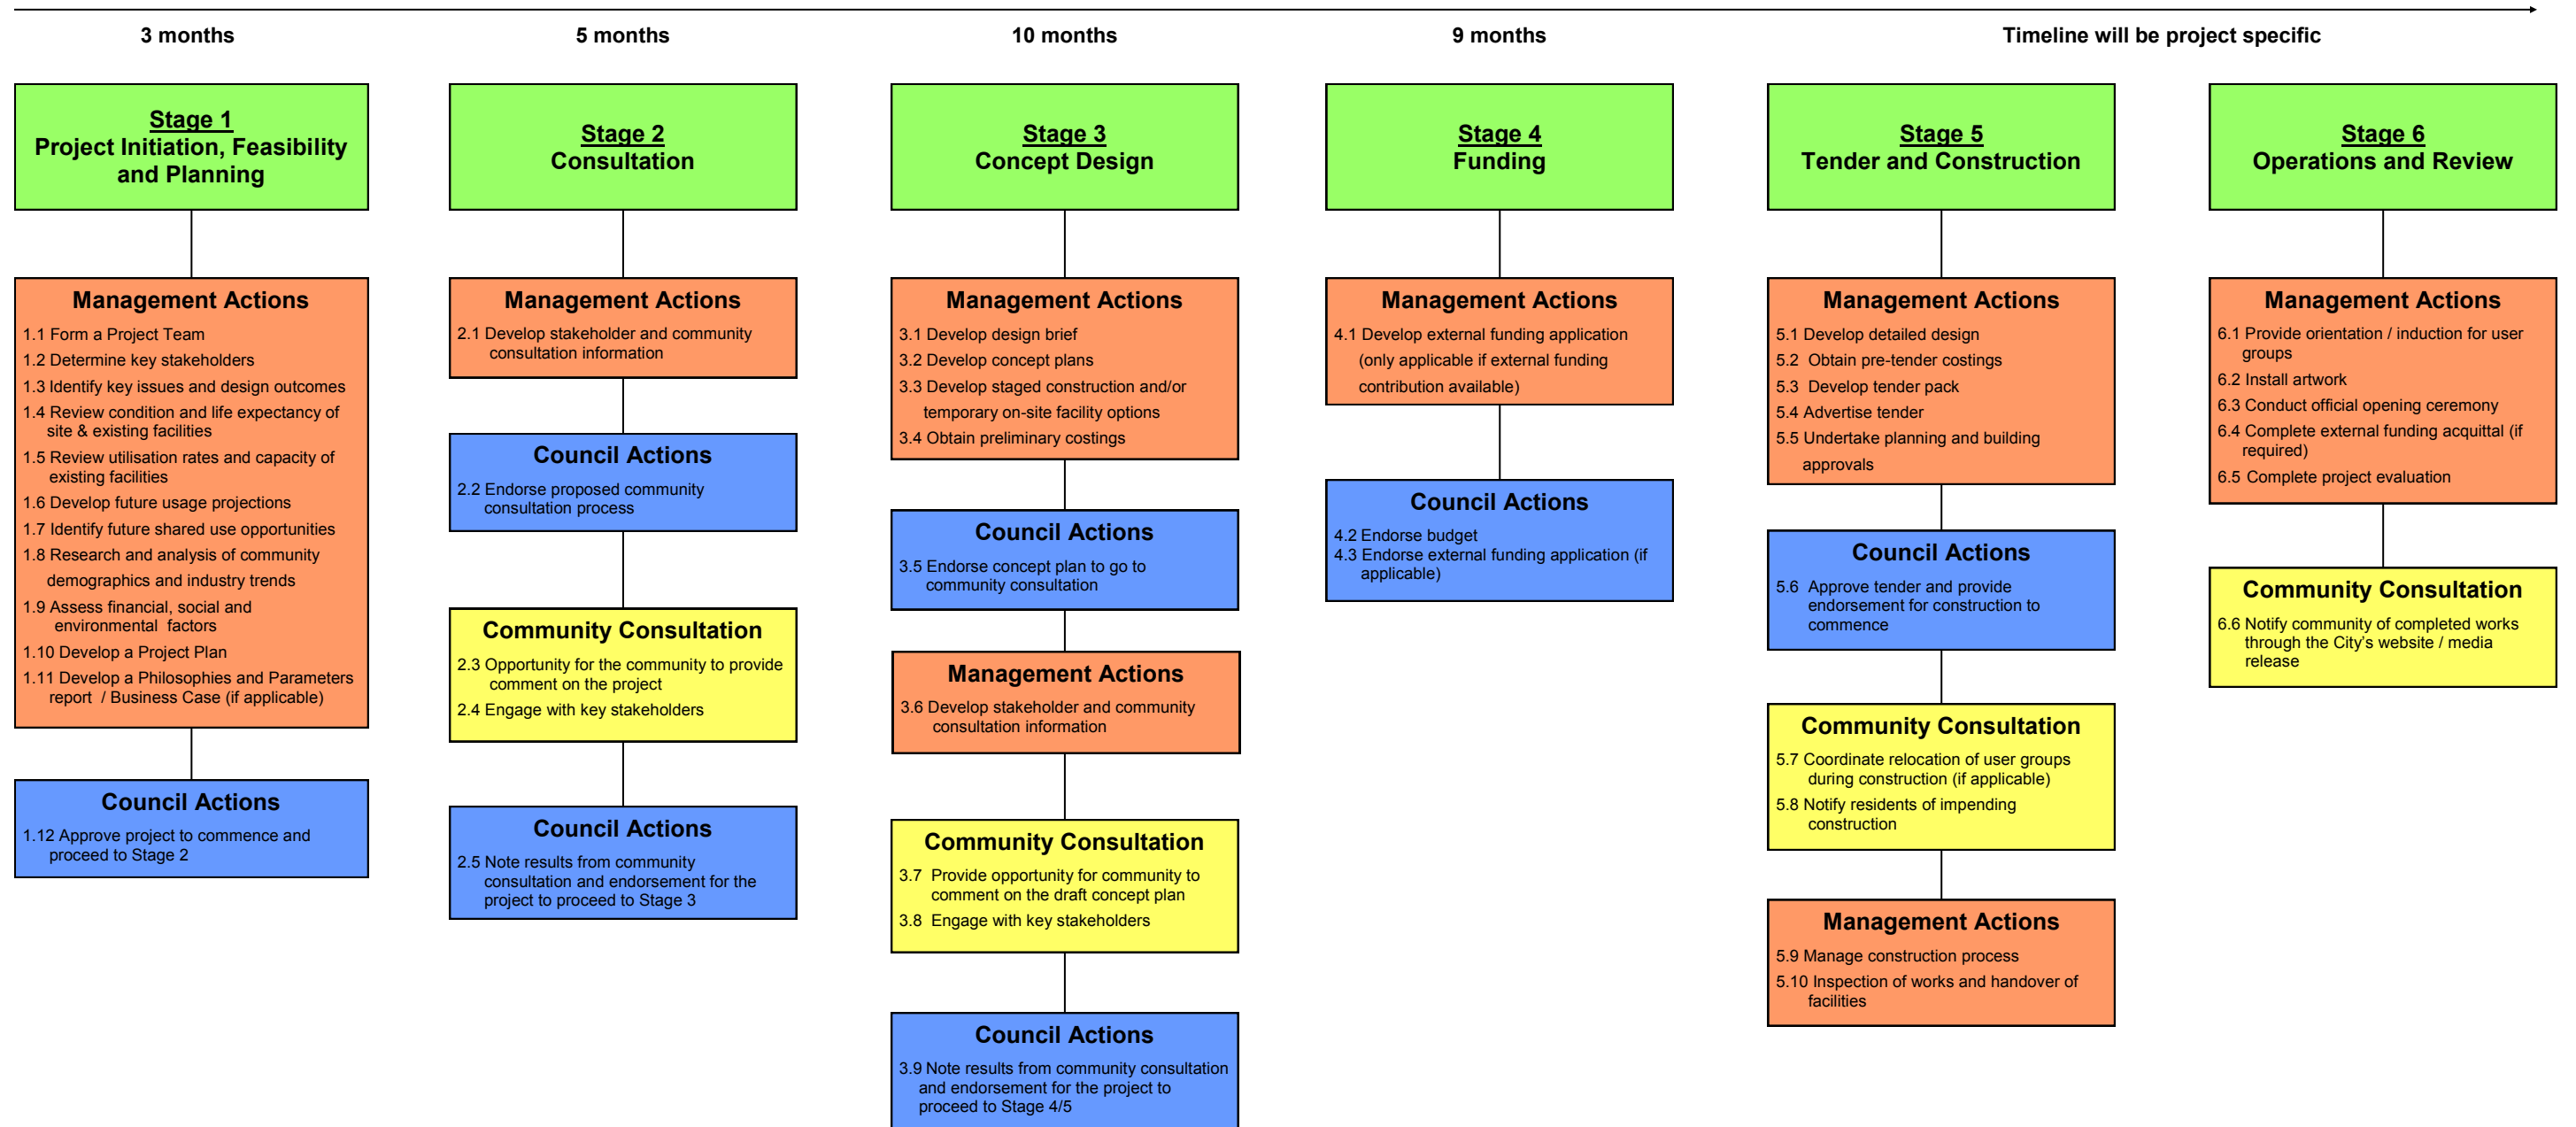 3 months
5 months
10 months
9 months
Timeline will be project specific
Stage 1
Project Initiation, Feasibility
and Planning
Management Actions
1.1 Form a Project Team
1.2 Determine key stakeholders
1.3 Identify key issues and design outcomes
1.4 Review condition and life expectancy of
site & existing facilities
1.5 Review utilisation rates and capacity of
existing facilities
1.6 Develop future usage projections
1.7 Identify future shared use opportunities
1.8 Research and analysis of community
demographics and industry trends
1.9 Assess financial, social and
environmental factors
1.10 Develop a Project Plan
1.11 Develop a Philosophies and Parameters
report / Business Case (if applicable)
Council Actions
1.12 Approve project to commence and
proceed to Stage 2
Stage 2
Consultation
Management Actions
2.1 Develop stakeholder and community
consultation information
Council Actions
2.2 Endorse proposed community
consultation process
Community Consultation
2.3 Opportunity for the community to provide
comment on the project
2.4 Engage with key stakeholders
Council Actions
2.5 Note results from community
consultation and endorsement for the
project to proceed to Stage 3
Stage 3
Concept Design
Management Actions
3.1 Develop design brief
3.2 Develop concept plans
3.3 Develop staged construction and/or
temporary on-site facility options
3.4 Obtain preliminary costings
Council Actions
3.5 Endorse concept plan to go to
community consultation
Management Actions
3.6 Develop stakeholder and community
consultation information
Community Consultation
3.7 Provide opportunity for community to
comment on the draft concept plan
3.8 Engage with key stakeholders
Council Actions
3.9 Note results from community consultation
and endorsement for the project to
proceed to Stage 4/5
Stage 4
Funding
Management Actions
4.1 Develop external funding application
(only applicable if external funding
contribution available)
Council Actions
4.2 Endorse budget
4.3 Endorse external funding application (if
applicable)
Stage 5
Tender and Construction
Management Actions
5.1 Develop detailed design
5.2 Obtain pre-tender costings
5.3 Develop tender pack
5.4 Advertise tender
5.5 Undertake planning and building
approvals
Council Actions
5.6 Approve tender and provide
endorsement for construction to
commence
Community Consultation
5.7 Coordinate relocation of user groups
during construction (if applicable)
5.8 Notify residents of impending
construction
Management Actions
5.9 Manage construction process
5.10 Inspection of works and handover of
facilities
Stage 6
Operations and Review
Management Actions
6.1 Provide orientation / induction for user
groups
6.2 Install artwork
6.3 Conduct official opening ceremony
6.4 Complete external funding acquittal (if
required)
6.5 Complete project evaluation
Community Consultation
6.6 Notify community of completed works
through the City's website / media
release